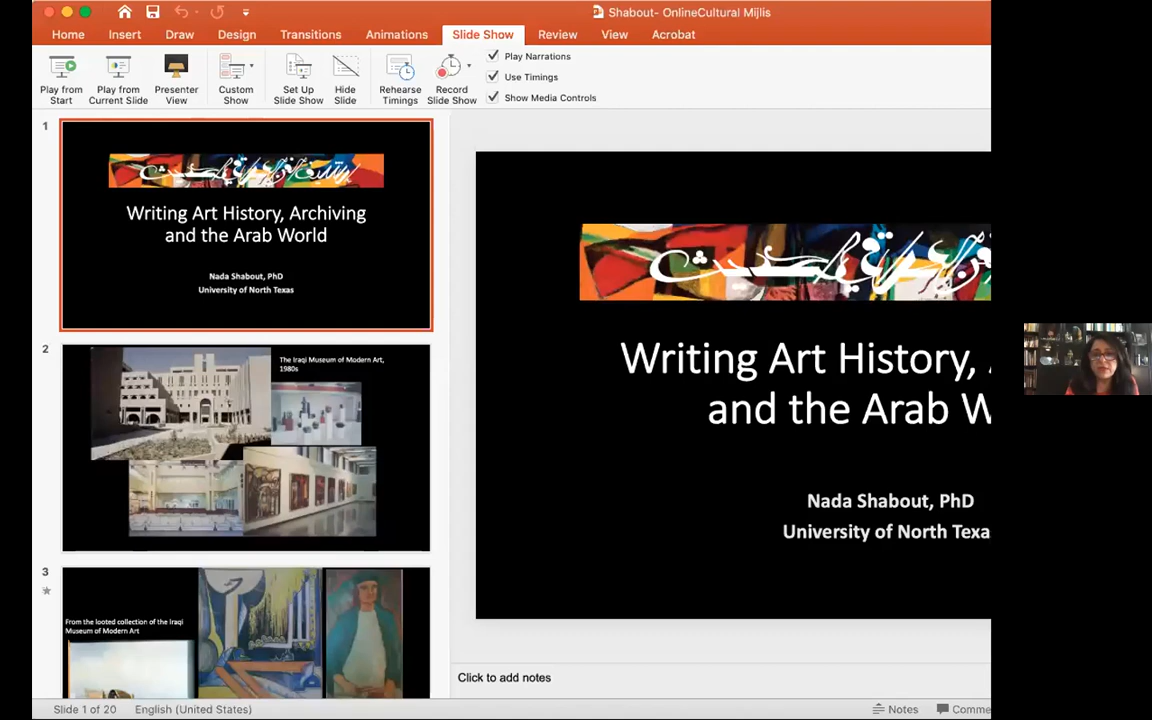 Shabout- OnlineCultural Mijlis
Home Insert Draw Design Transitions Animations Slide Show Review View Acrobat
Play from Start
Play from Current Slide
Presenter View
Custom Show
Set Up Slide Show
Hide Slide
Rehearse Timings
Record Slide Show
Play Narrations
Use Timings
Show Media Controls
1
Writing Art History, Archiving
and the Arab World
Nada Shabout, PhD
University of North Texas
2
The Iraqi Museum of Modern Art,
1980s
3
From the looted collection of the Iraqi
Museum of Modern Art
Writing Art History,
and the Arab W
Nada Shabout, PhD
University of North Texa
Click to add notes
Slide 1 of 20 English (United States) Notes Comme